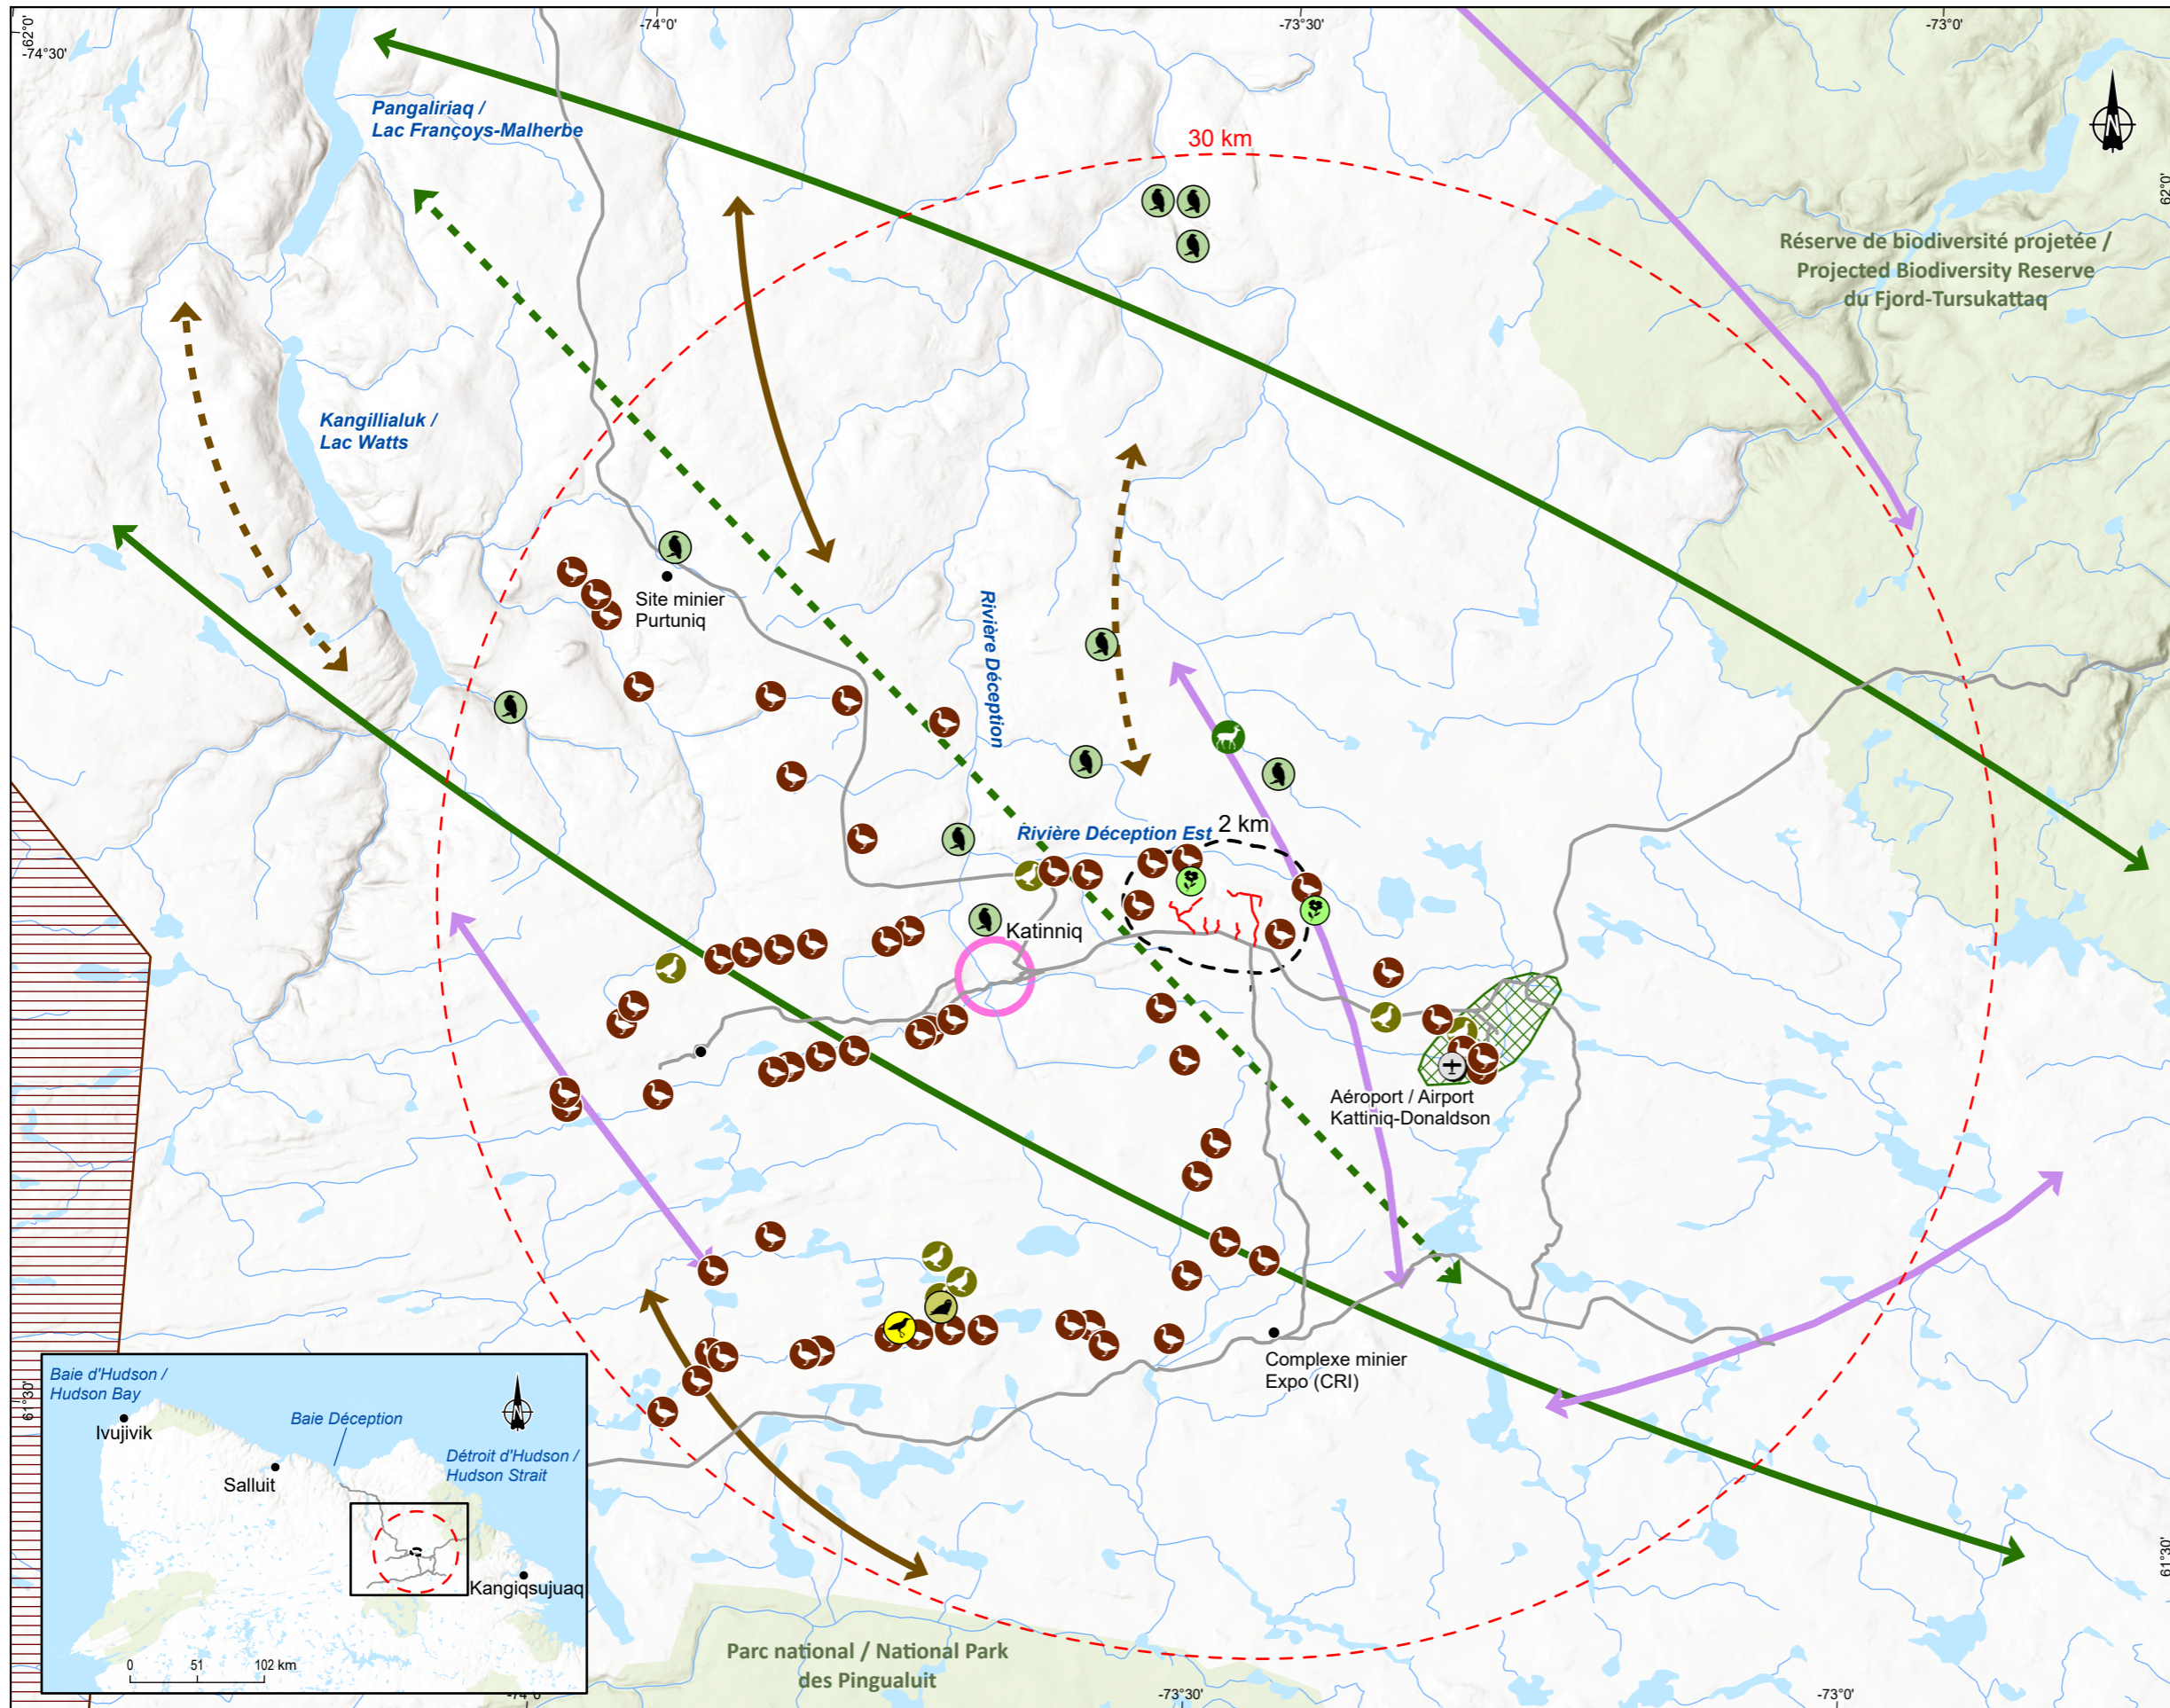 -74°0'
-73°30'
-73°0'
-62°0'
-74°30'
62°0'
Pangaliriaq /
Lac Françoys-Malherbe
30 km
Réserve de biodiversité projetée /
Projected Biodiversity Reserve
du Fjord-Tursukattaq
Kangillialuk /
Lac Watts
Site minier
Purtuniq
Rivière Déception
Rivière Déception Est
2 km
Katinniq
Aéroport / Airport
Kattiniq-Donaldson
Complexe minier
Expo (CRI)
Parc national / National Park
des Pingualuit
61°30'
61°30'
-74°0'
-73°30'
-73°0'
Baie d'Hudson /
Hudson Bay
Ivujivik
Baie Déception
Salluit
Détroit d'Hudson /
Hudson Strait
Kangiqsujuaq
0 51 102 km
N
N